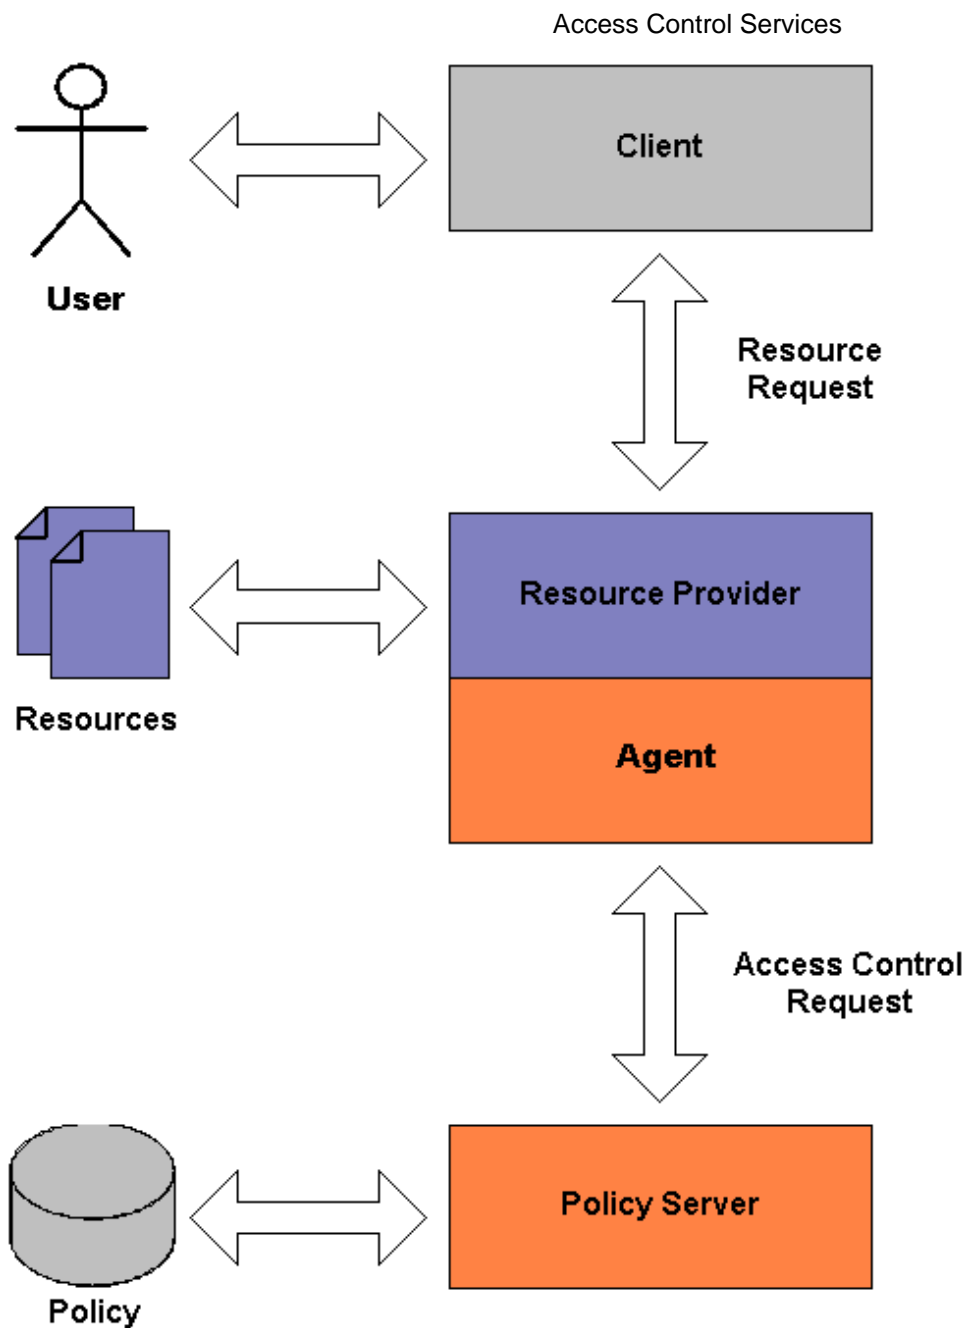 Access Control Services
Client
User
Resource
Request
Resource Provider
Resources
Agent
Access Control
Request
Policy Server
Policy